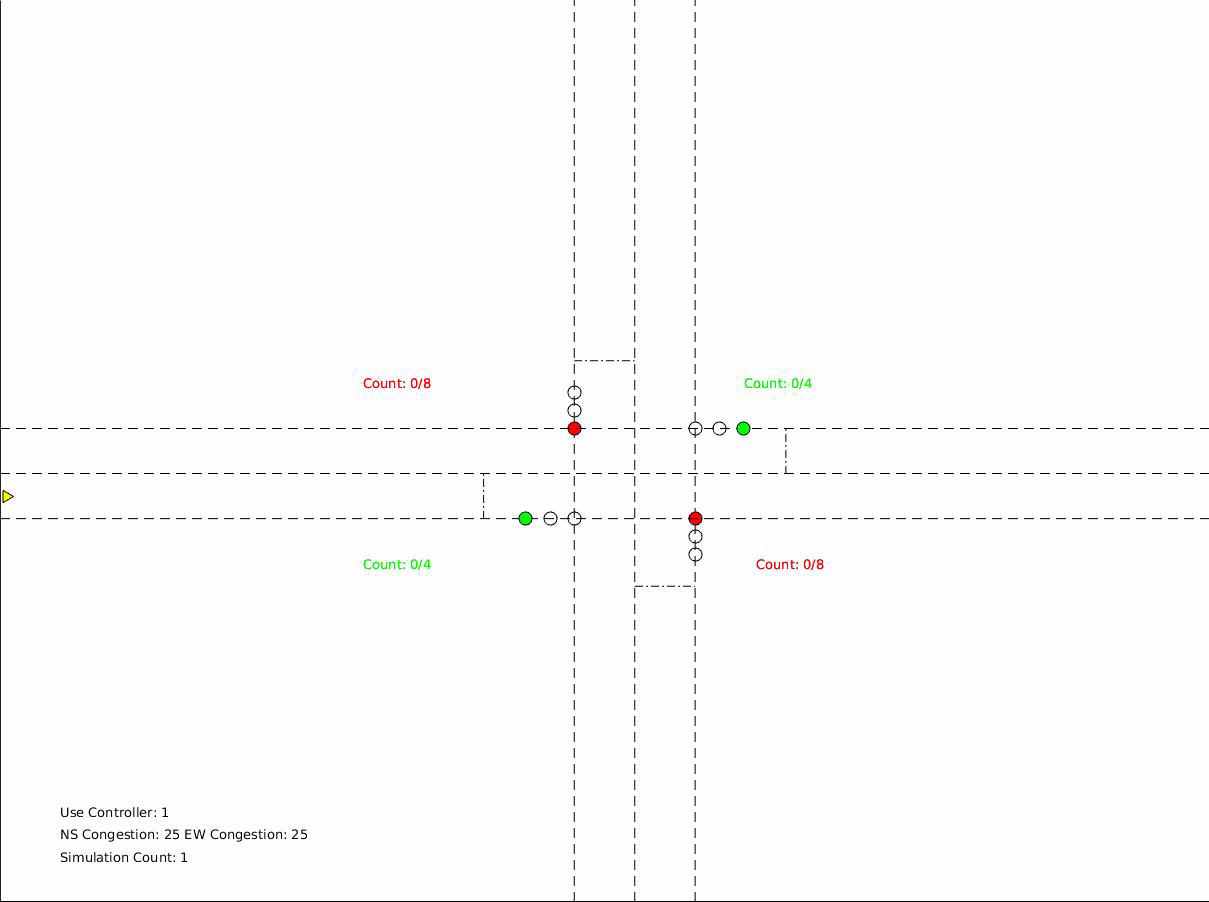 Count: 0/8
Count: 0/4
Count: 0/4
Count: 0/8
Use Controller: 1
NS Congestion: 25 EW Congestion: 25
Simulation Count: 1